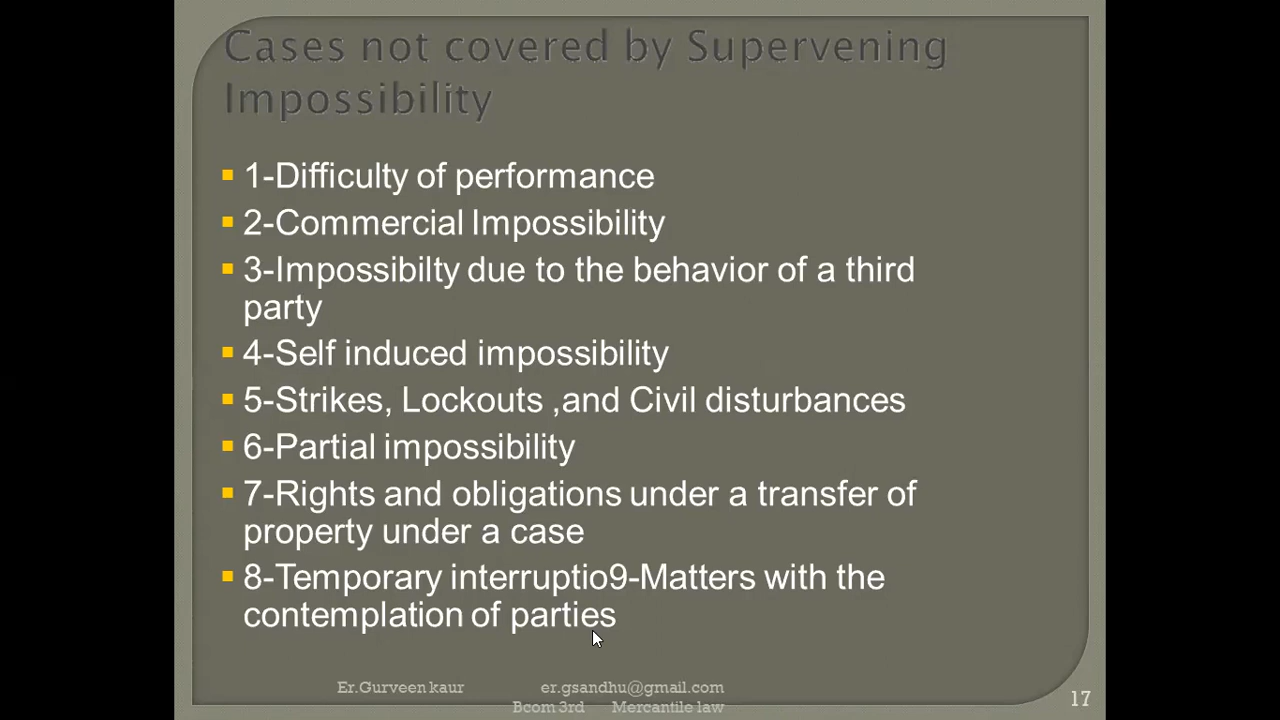 Cases not covered by Supervening
Impossibility
1-Difficulty of performance
2-Commercial Impossibility
3-Impossibilty due to the behavior of a third
party
4-Self induced impossibility
5-Strikes, Lockouts ,and Civil disturbances
6-Partial impossibility
7-Rights and obligations under a transfer of
property under a case
8-Temporary interruptio9-Matters with the
contemplation of parties
Er.Gurveen kaur er.gsandhu@gmail.com
Bcom 3rd Mercantile law
17